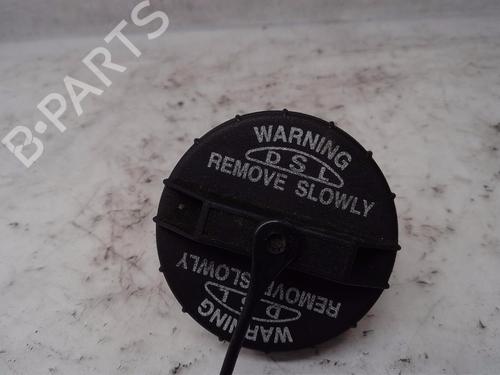 B-PARTS
WARNING
DSL
REMOVE SLOWLY
REMOVE SLOWLY
DSL
WARNING